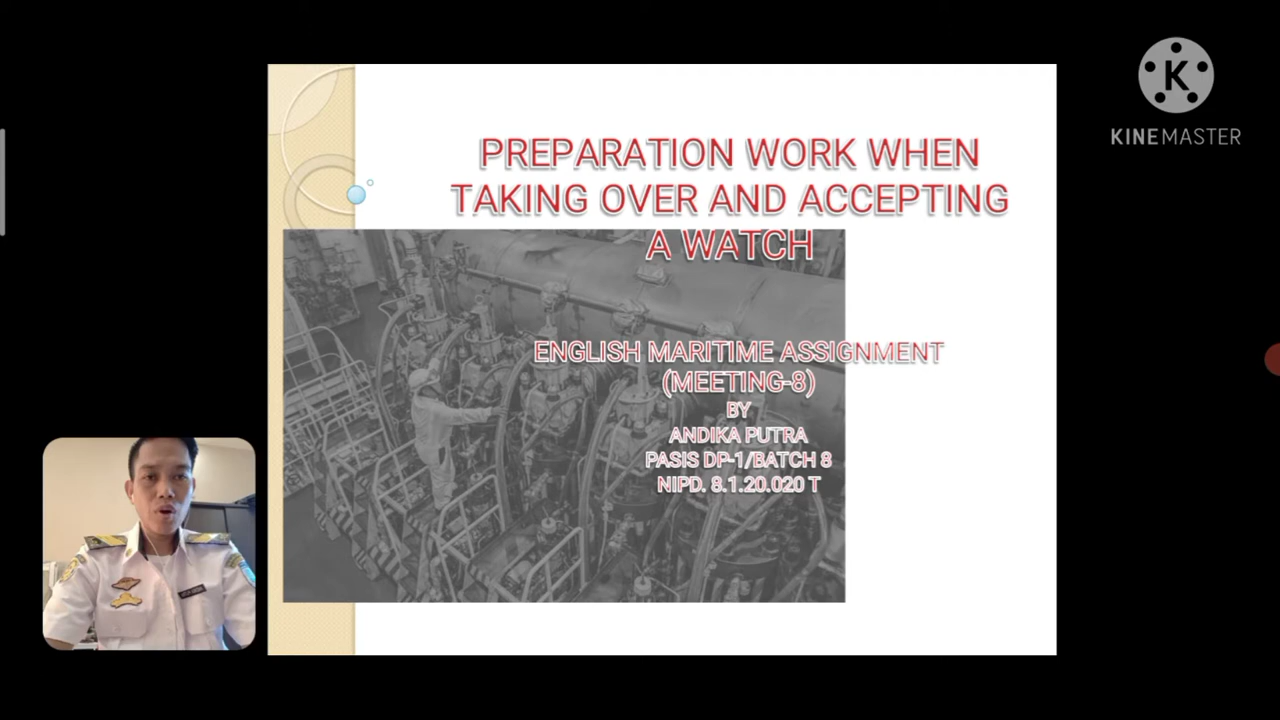 PREPARATION WORK WHEN
TAKING OVER AND ACCEPTING
A WATCH
ENGLISH MARITIME ASSIGNMENT
(MEETING-8)
BY
ANDIKA PUTRA
PASIS DP-1/BATCH 8
NIPD. 8.1.20.020 T
K
KINEMASTER